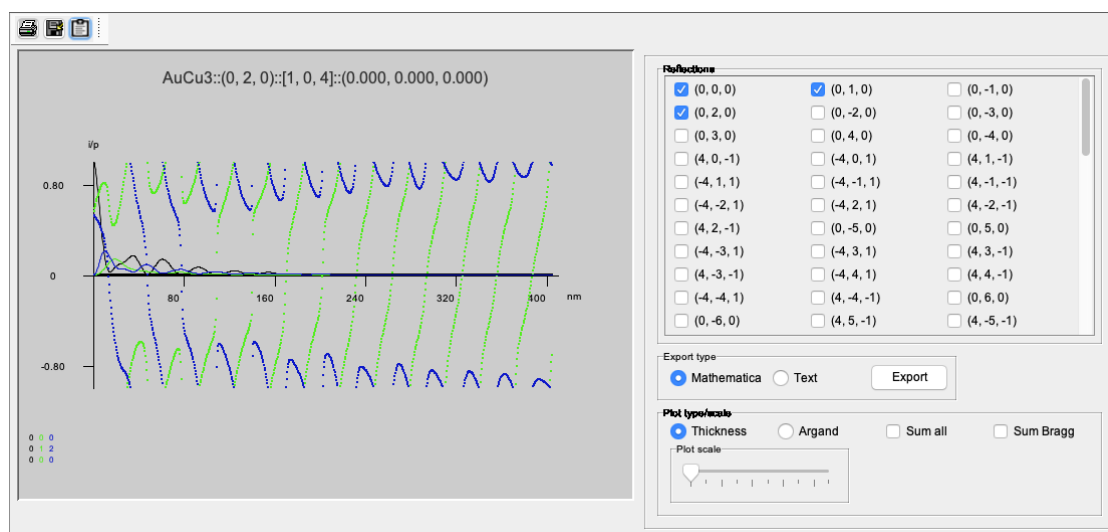 AuCu3::(0, 2, 0)::[1, 0, 4]::(0.000, 0.000, 0.000)
i/p
0.80
0
-0.80
80 160 240 320 400 nm
0 0 0
0 1 2
0 0 0
Reflections
(0, 0, 0) (0, 1, 0) (0, -1, 0)
(0, 2, 0) (0, -2, 0) (0, -3, 0)
(0, 3, 0) (0, 4, 0) (0, -4, 0)
(4, 0, -1) (-4, 0, 1) (4, 1, -1)
(-4, 1, 1) (-4, -1, 1) (4, -1, -1)
(-4, -2, 1) (-4, 2, 1) (4, -2, -1)
(4, 2, -1) (0, -5, 0) (0, 5, 0)
(-4, -3, 1) (-4, 3, 1) (4, 3, -1)
(4, -3, -1) (-4, 4, 1) (4, 4, -1)
(-4, -4, 1) (4, -4, -1) (0, 6, 0)
(0, -6, 0) (4, 5, -1) (4, -5, -1)
Export type
Mathematica Text Export
Plot type/scale
Thickness Argand Sum all Sum Bragg
Plot scale